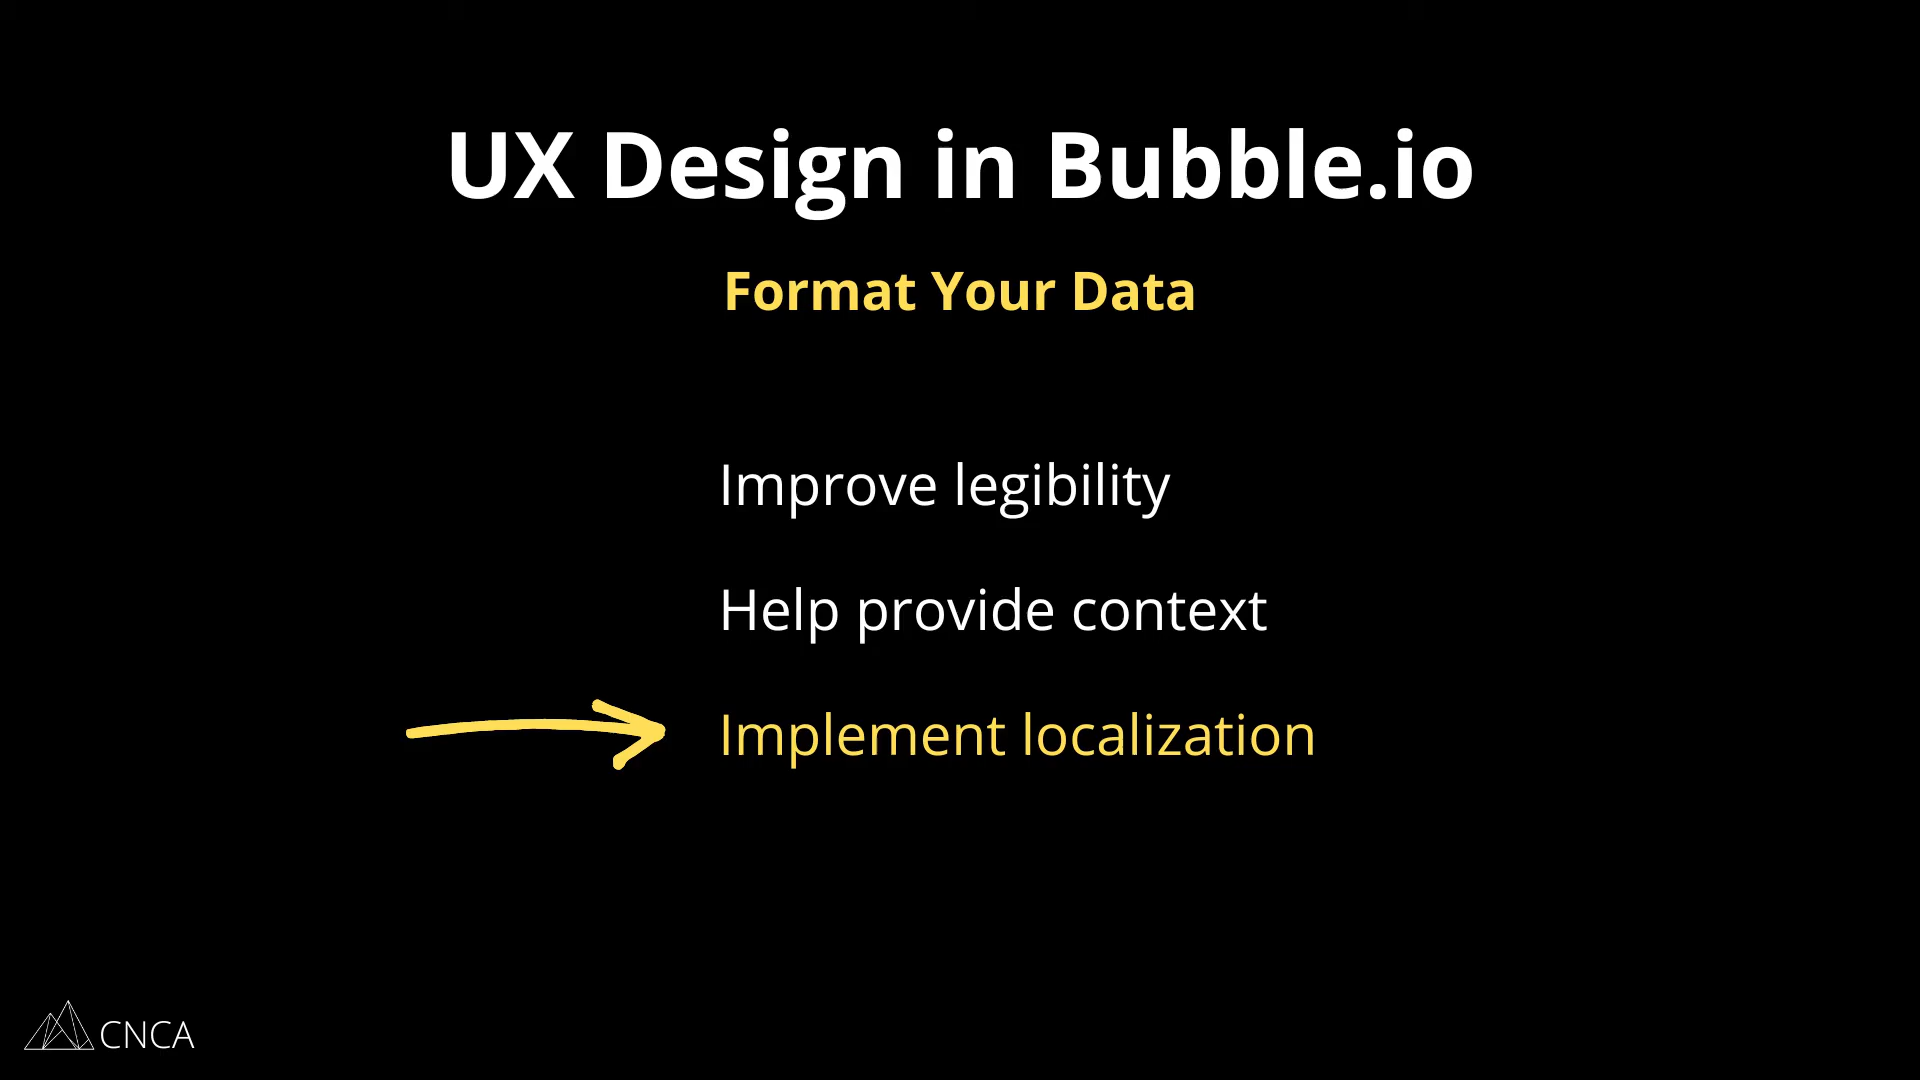 UX Design in Bubble.io
Format Your Data
Improve legibility
Help provide context
Implement localization
CNCA